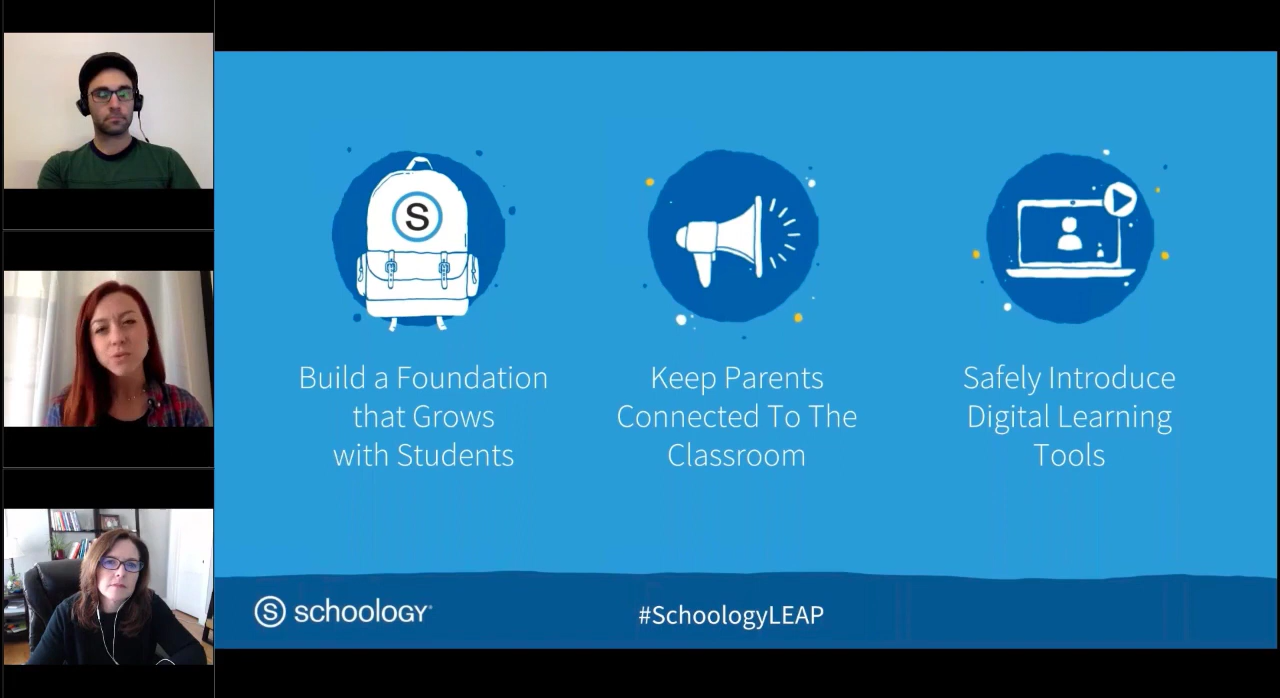 S
Build a Foundation
that Grows
with Students
Keep Parents
Connected To The
Classroom
Safely Introduce
Digital Learning
Tools
S schoology®
#SchoologyLEAP